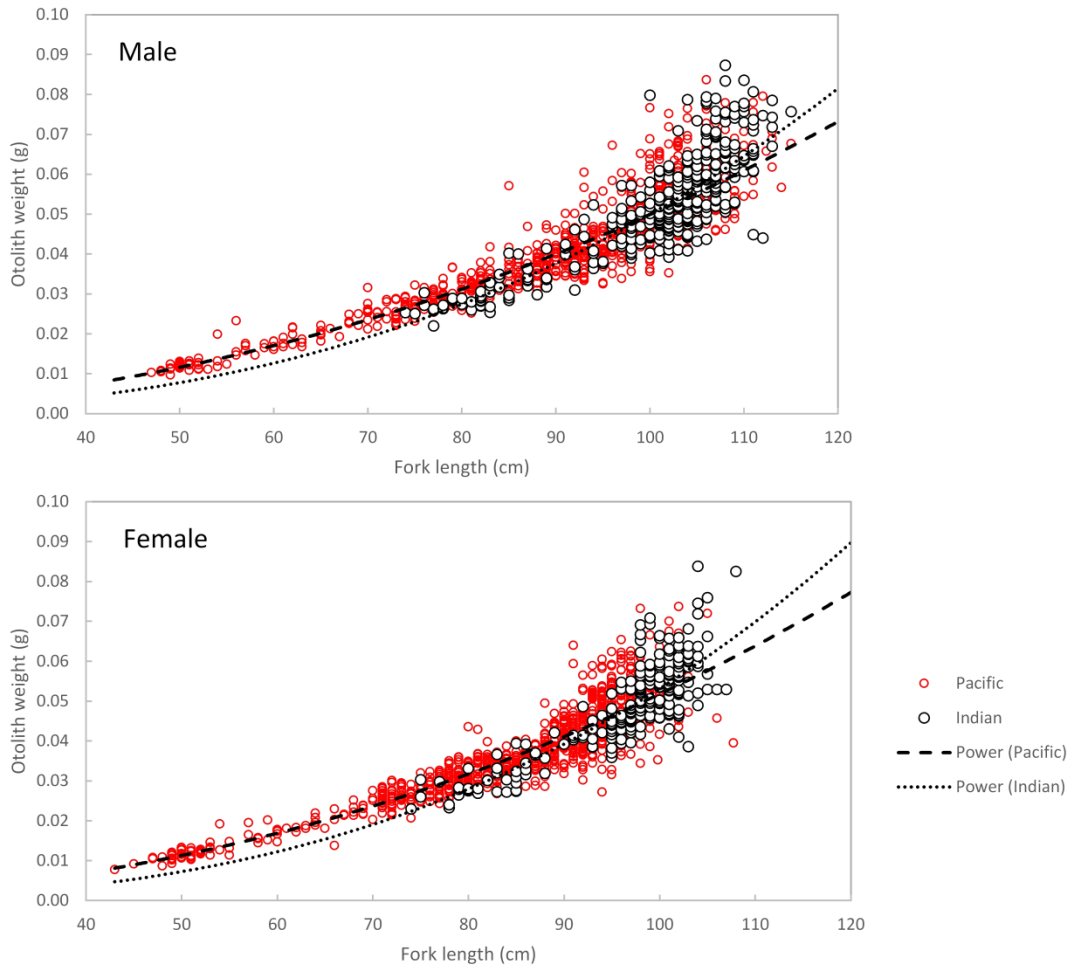 0.10
0.09
0.08
0.07
0.06
0.05
0.04
0.03
0.02
0.01
0.00
Otolith weight (g)
Male
40 50 60 70 80 90 100 110 120
Fork length (cm)
0.10
0.09
0.08
0.07
0.06
0.05
0.04
0.03
0.02
0.01
0.00
Otolith weight (g)
Female
40 50 60 70 80 90 100 110 120
Fork length (cm)
Pacific
Indian
Power (Pacific)
Power (Indian)